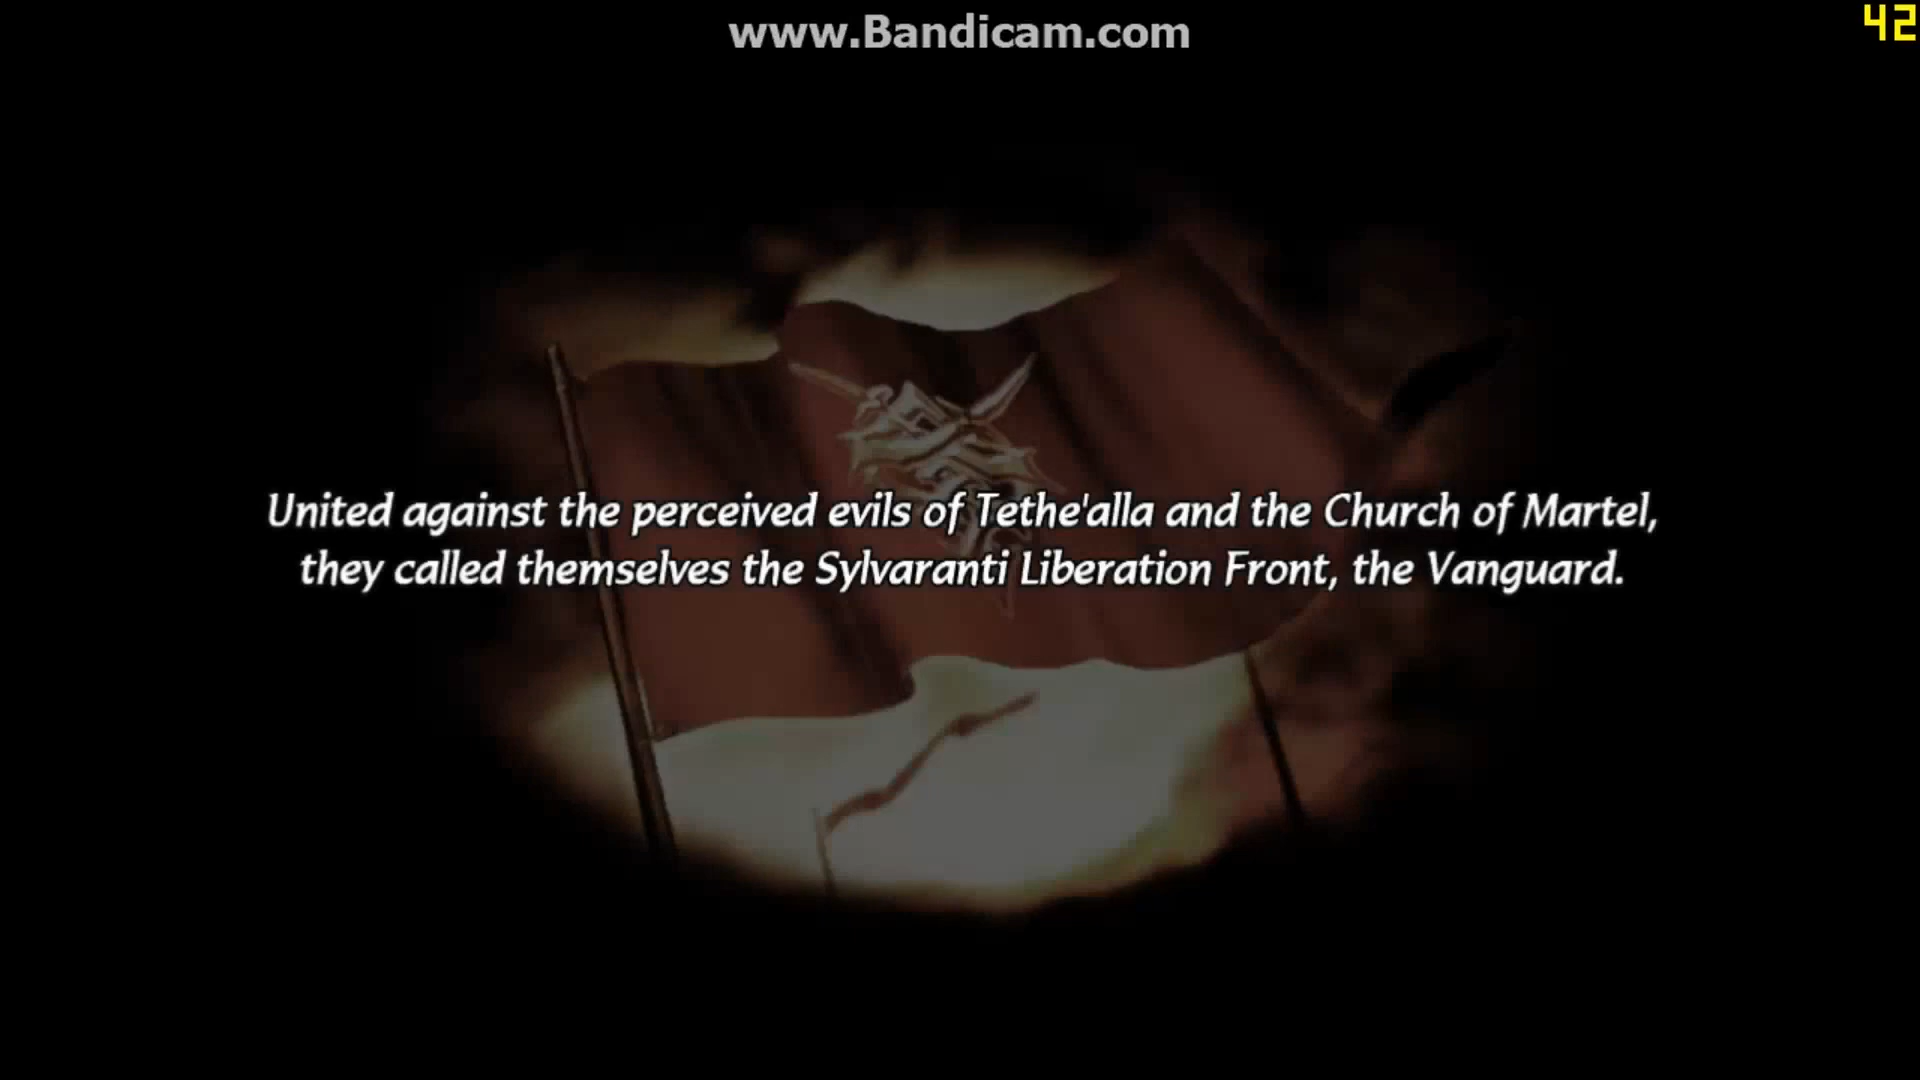 www.Bandicam.com
42
United against the perceived evils of Tethe'alla and the Church of Martel,
they called themselves the Sylvaranti Liberation Front, the Vanguard.